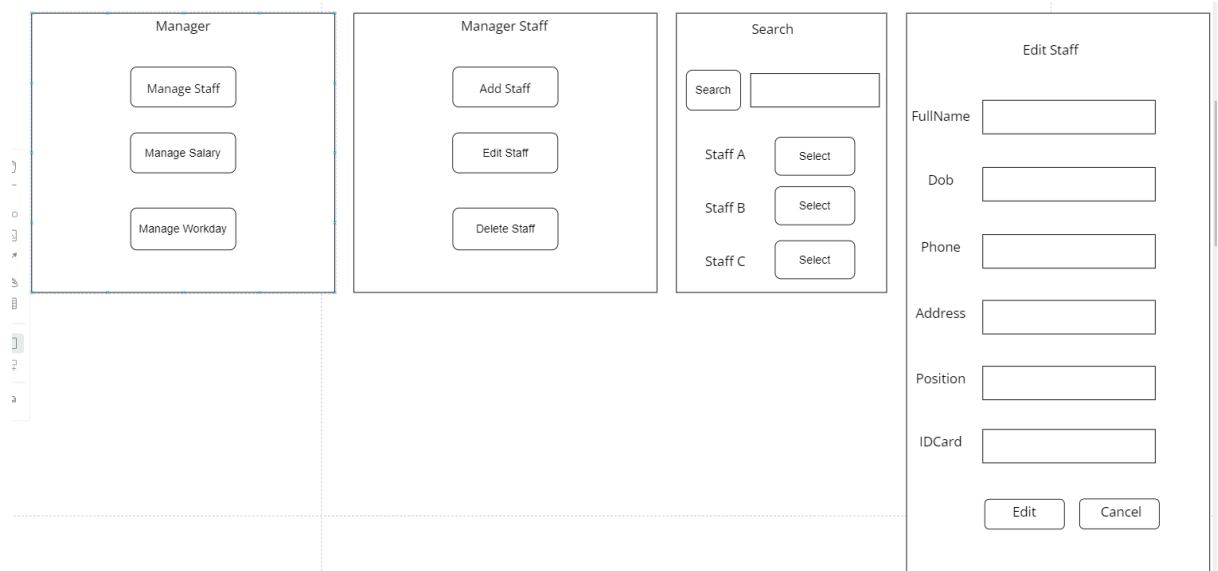 Manager
Manage Staff
Manage Salary
Manage Workday
Manager Staff
Add Staff
Edit Staff
Delete Staff
Search
Search
Staff A
Select
Staff B
Select
Staff C
Select
Edit Staff
FullName
Dob
Phone
Address
Position
IDCard
Edit
Cancel